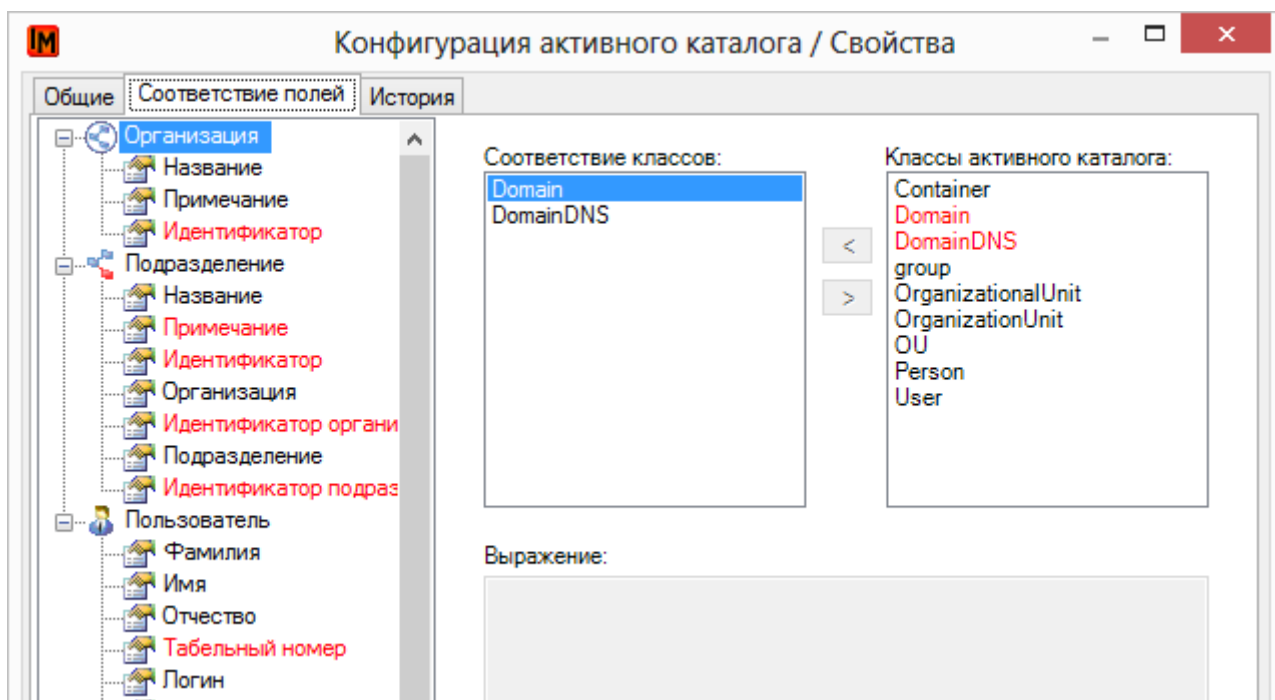 IM
Конфигурация активного каталога / Свойства
Общие
Соответствие полей
История
Организация
Название
Примечание
Идентификатор
Подразделение
Название
Примечание
Идентификатор
Организация
Идентификатор органи
Подразделение
Идентификатор подраз
Пользователь
Фамилия
Имя
Отчество
Табельный номер
Логин
Соответствие классов:
Domain
DomainDNS
<
>
Классы активного каталога:
Container
Domain
DomainDNS
group
OrganizationalUnit
OrganizationUnit
OU
Person
User
Выражение: